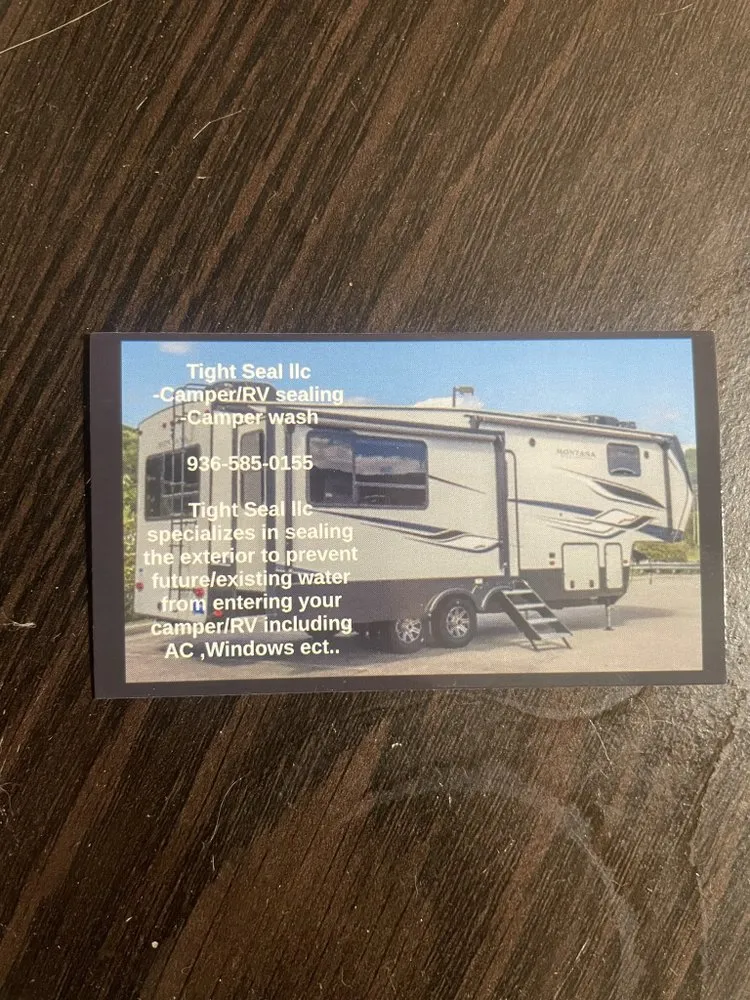 Tight Seal llc
-Camper/RV sealing
-Camper wash
936-585-0155
Tight Seal llc
specializes in sealing
the exterior to prevent
future/existing water
from entering your
camper/RV including
AC ,Windows ect..
MONTANA